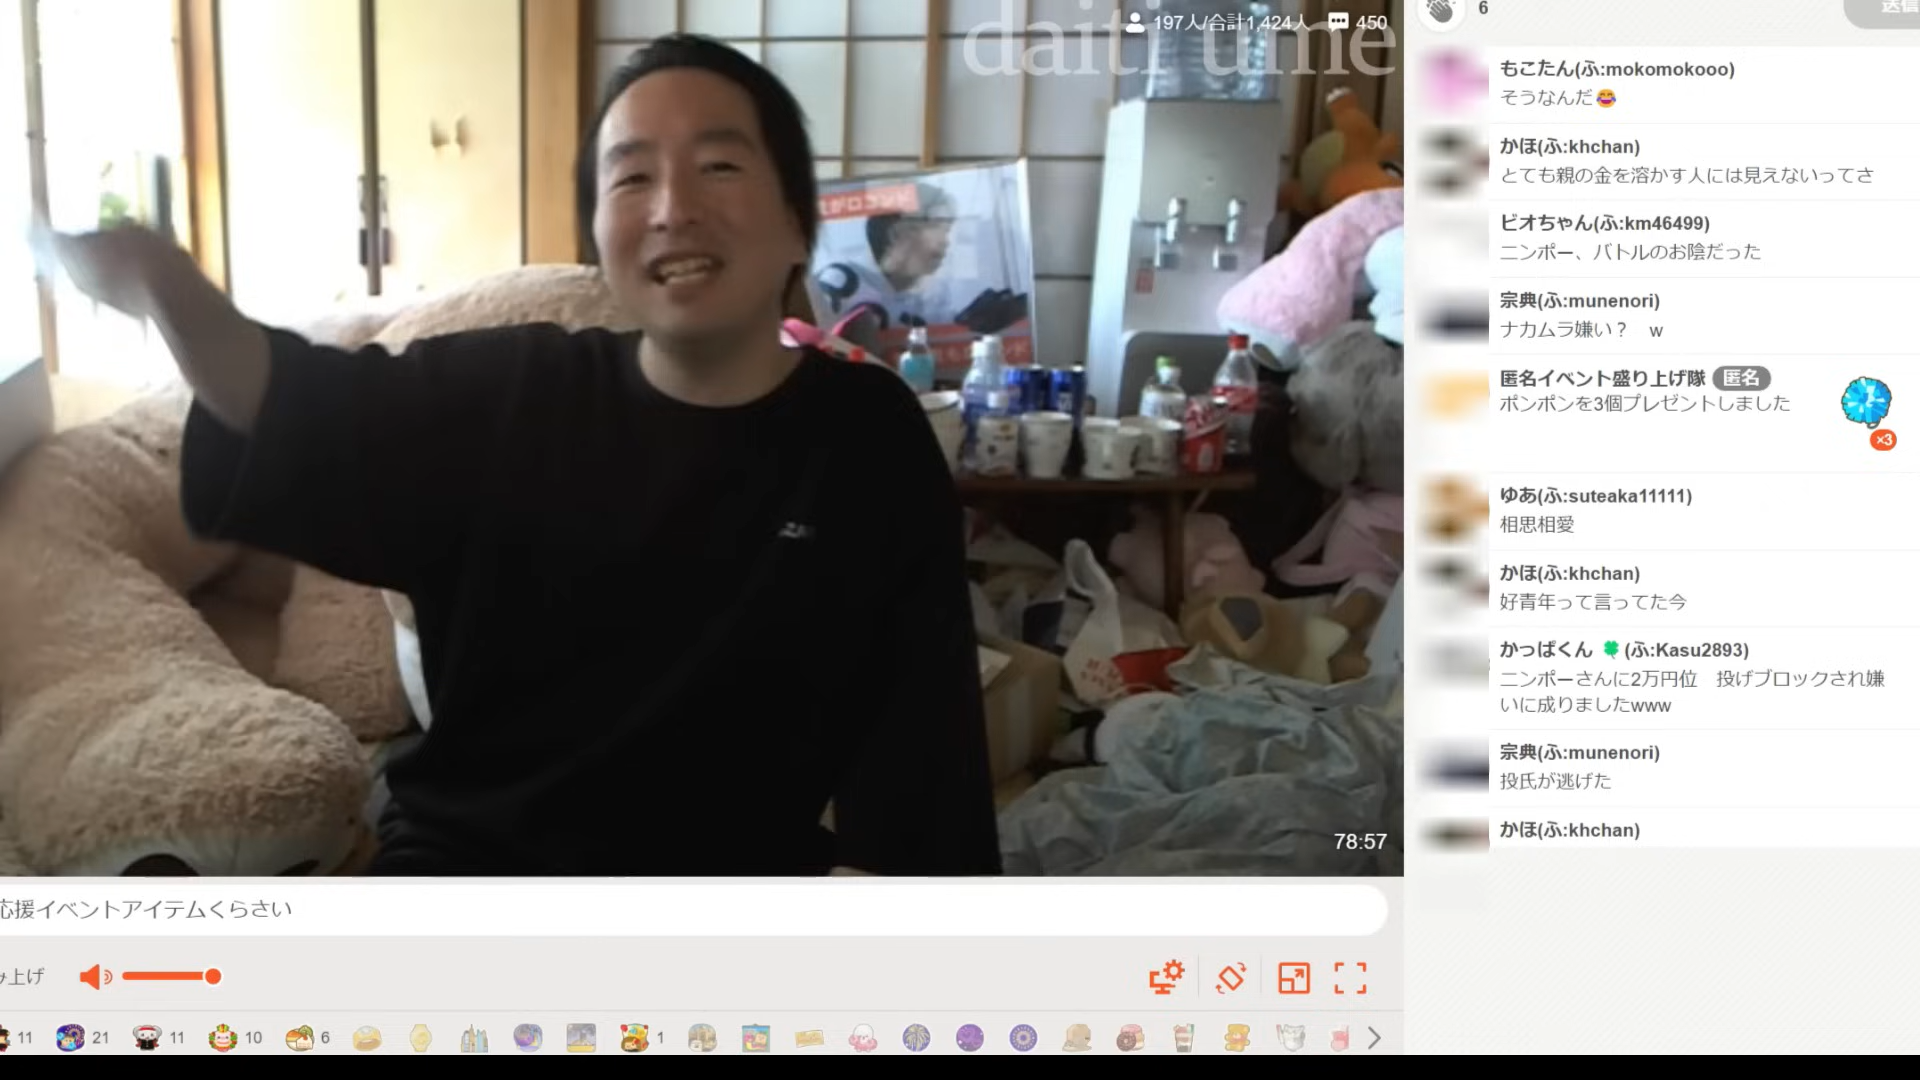 197人/合計1,424人 450
daiti ume
78:57
応援イベントアイテムくらさい
み上げ
11 21 11 10 6 1
6
送信
もこたん(ふ:mokomokooo)
そうなんだ😂
かほ(ふ:khchan)
とても親の金を溶かす人には見えないってさ
ビオちゃん(ふ:km46499)
ニンポー、バトルのお陰だった
宗典(ふ:munenori)
ナカムラ嫌い？ w
匿名イベント盛り上げ隊 匿名
ポンポンを3個プレゼントしました
×3
ゆあ(ふ:suteaka11111)
相思相愛
かほ(ふ:khchan)
好青年って言ってた今
かっぱくん 🍀 (ふ:Kasu2893)
ニンポーさんに2万円位 投げブロックされ嫌
いに成りましたwww
宗典(ふ:munenori)
投氏が逃げた
かほ(ふ:khchan)